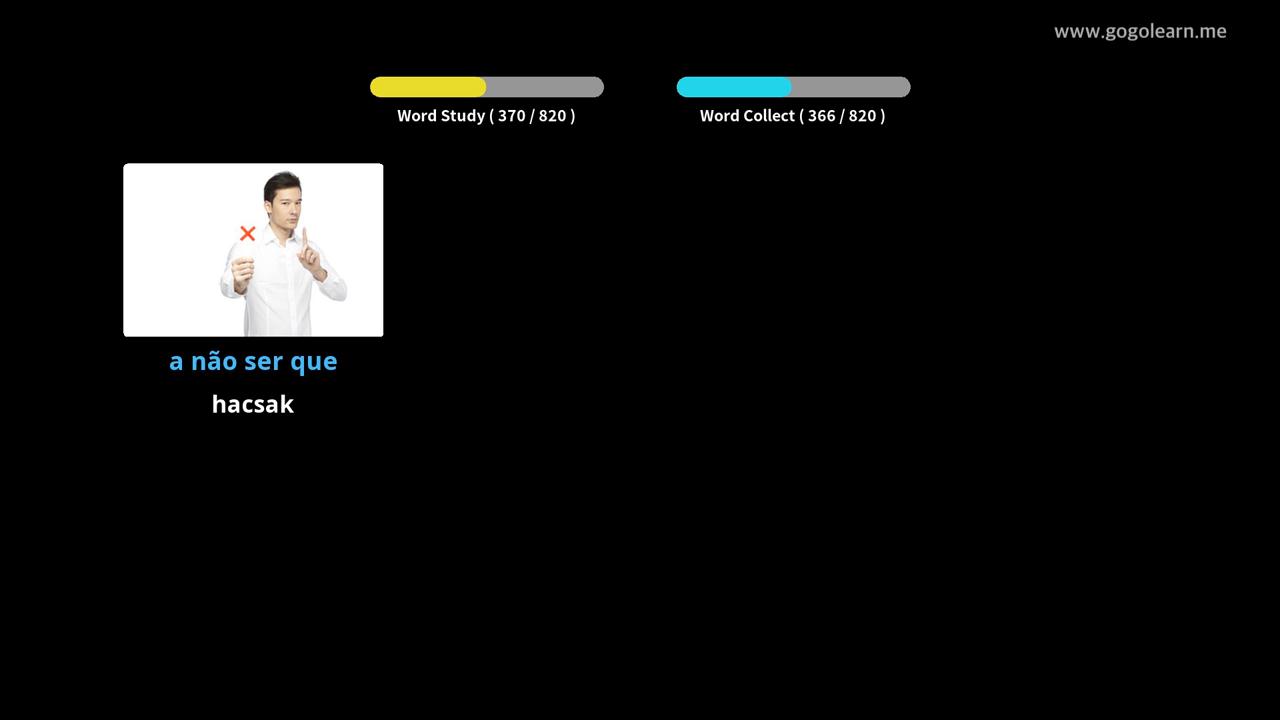 www.gogolearn.me
Word Study ( 370 / 820 )
Word Collect ( 366 / 820 )
a não ser que
hacsak